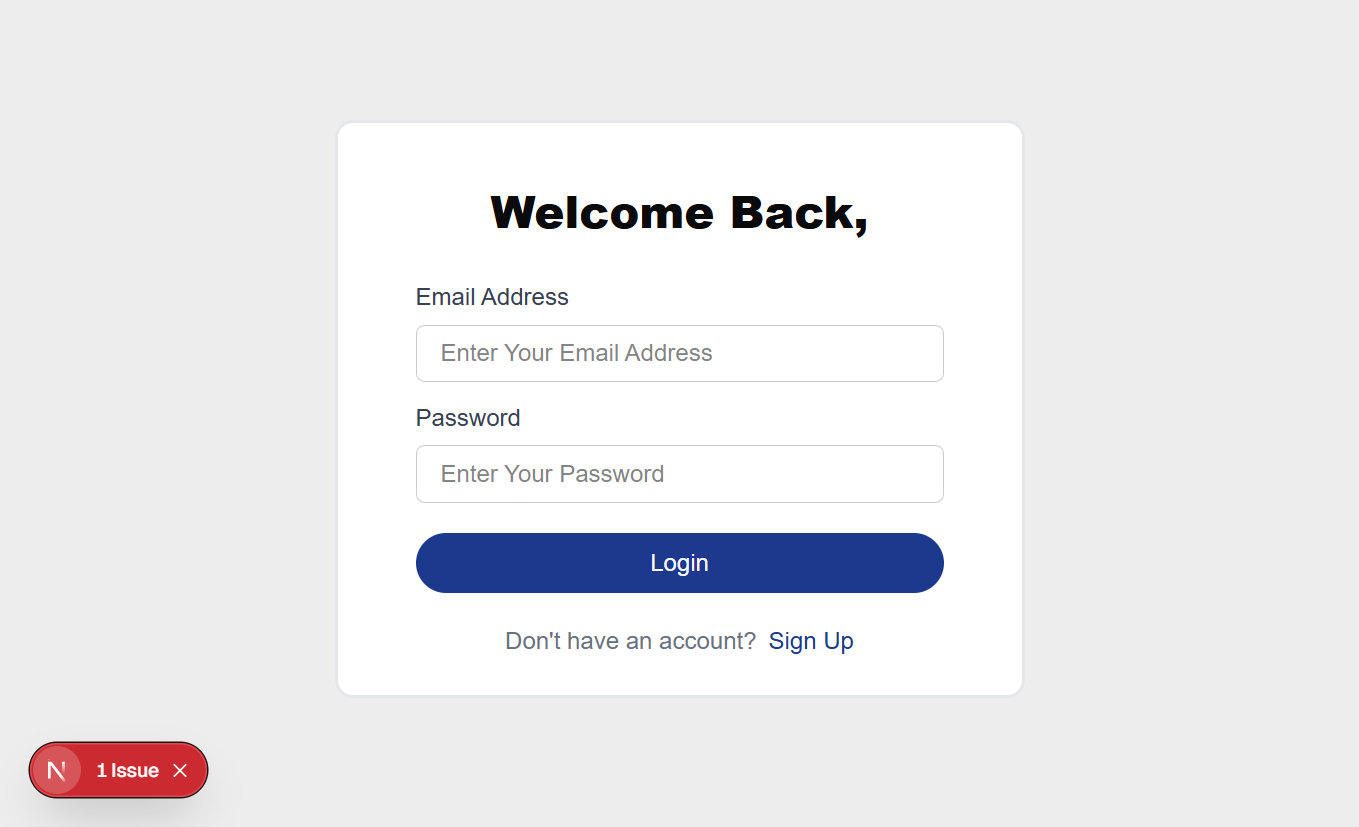 Welcome Back,
Email Address
Enter Your Email Address
Password
Enter Your Password
Login
Don't have an account? Sign Up
N 1 Issue